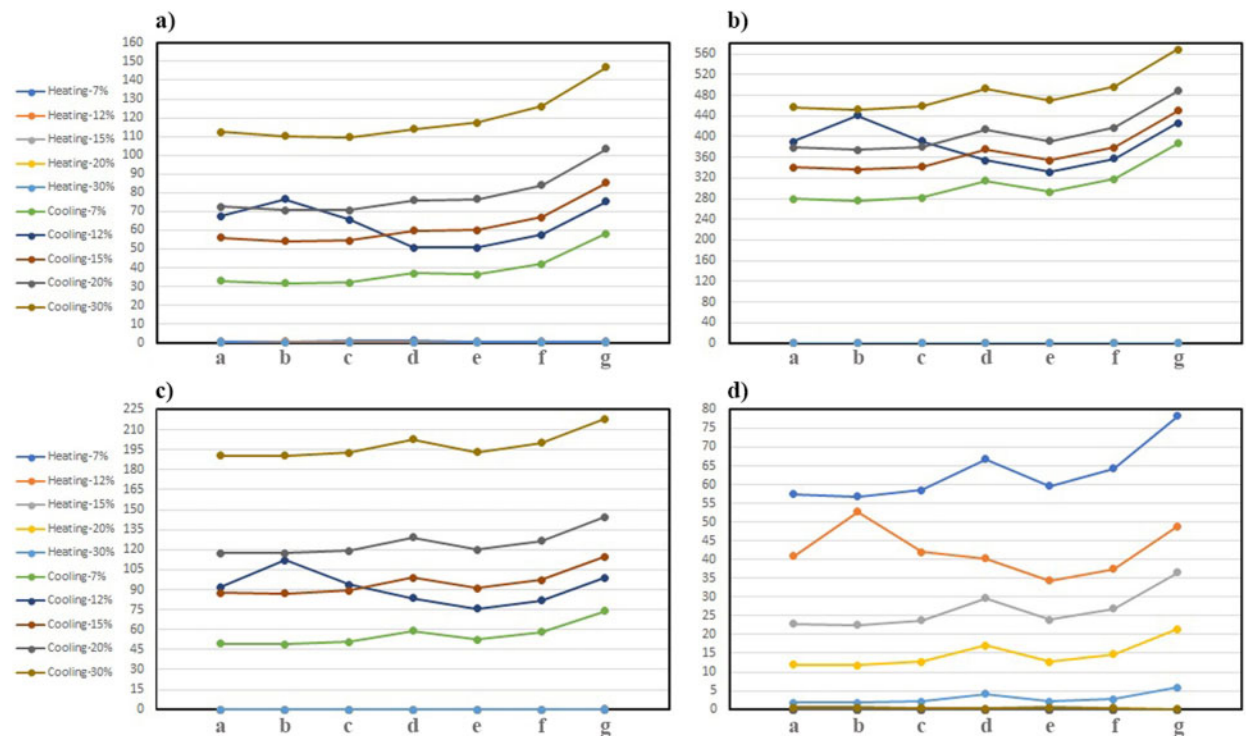 a)
160
150
140
130
120
110
100
90
80
70
60
50
40
30
20
10
0
Heating-7%
Heating-12%
Heating-15%
Heating-20%
Heating-30%
Cooling-7%
Cooling-12%
Cooling-15%
Cooling-20%
Cooling-30%
a b c d e f g
b)
560
520
480
440
400
360
320
280
240
200
160
120
80
40
0
a b c d e f g
c)
225
210
195
180
165
150
135
120
105
90
75
60
45
30
15
0
Heating-7%
Heating-12%
Heating-15%
Heating-20%
Heating-30%
Cooling-7%
Cooling-12%
Cooling-15%
Cooling-20%
Cooling-30%
a b c d e f g
d)
80
75
70
65
60
55
50
45
40
35
30
25
20
15
10
5
0
a b c d e f g